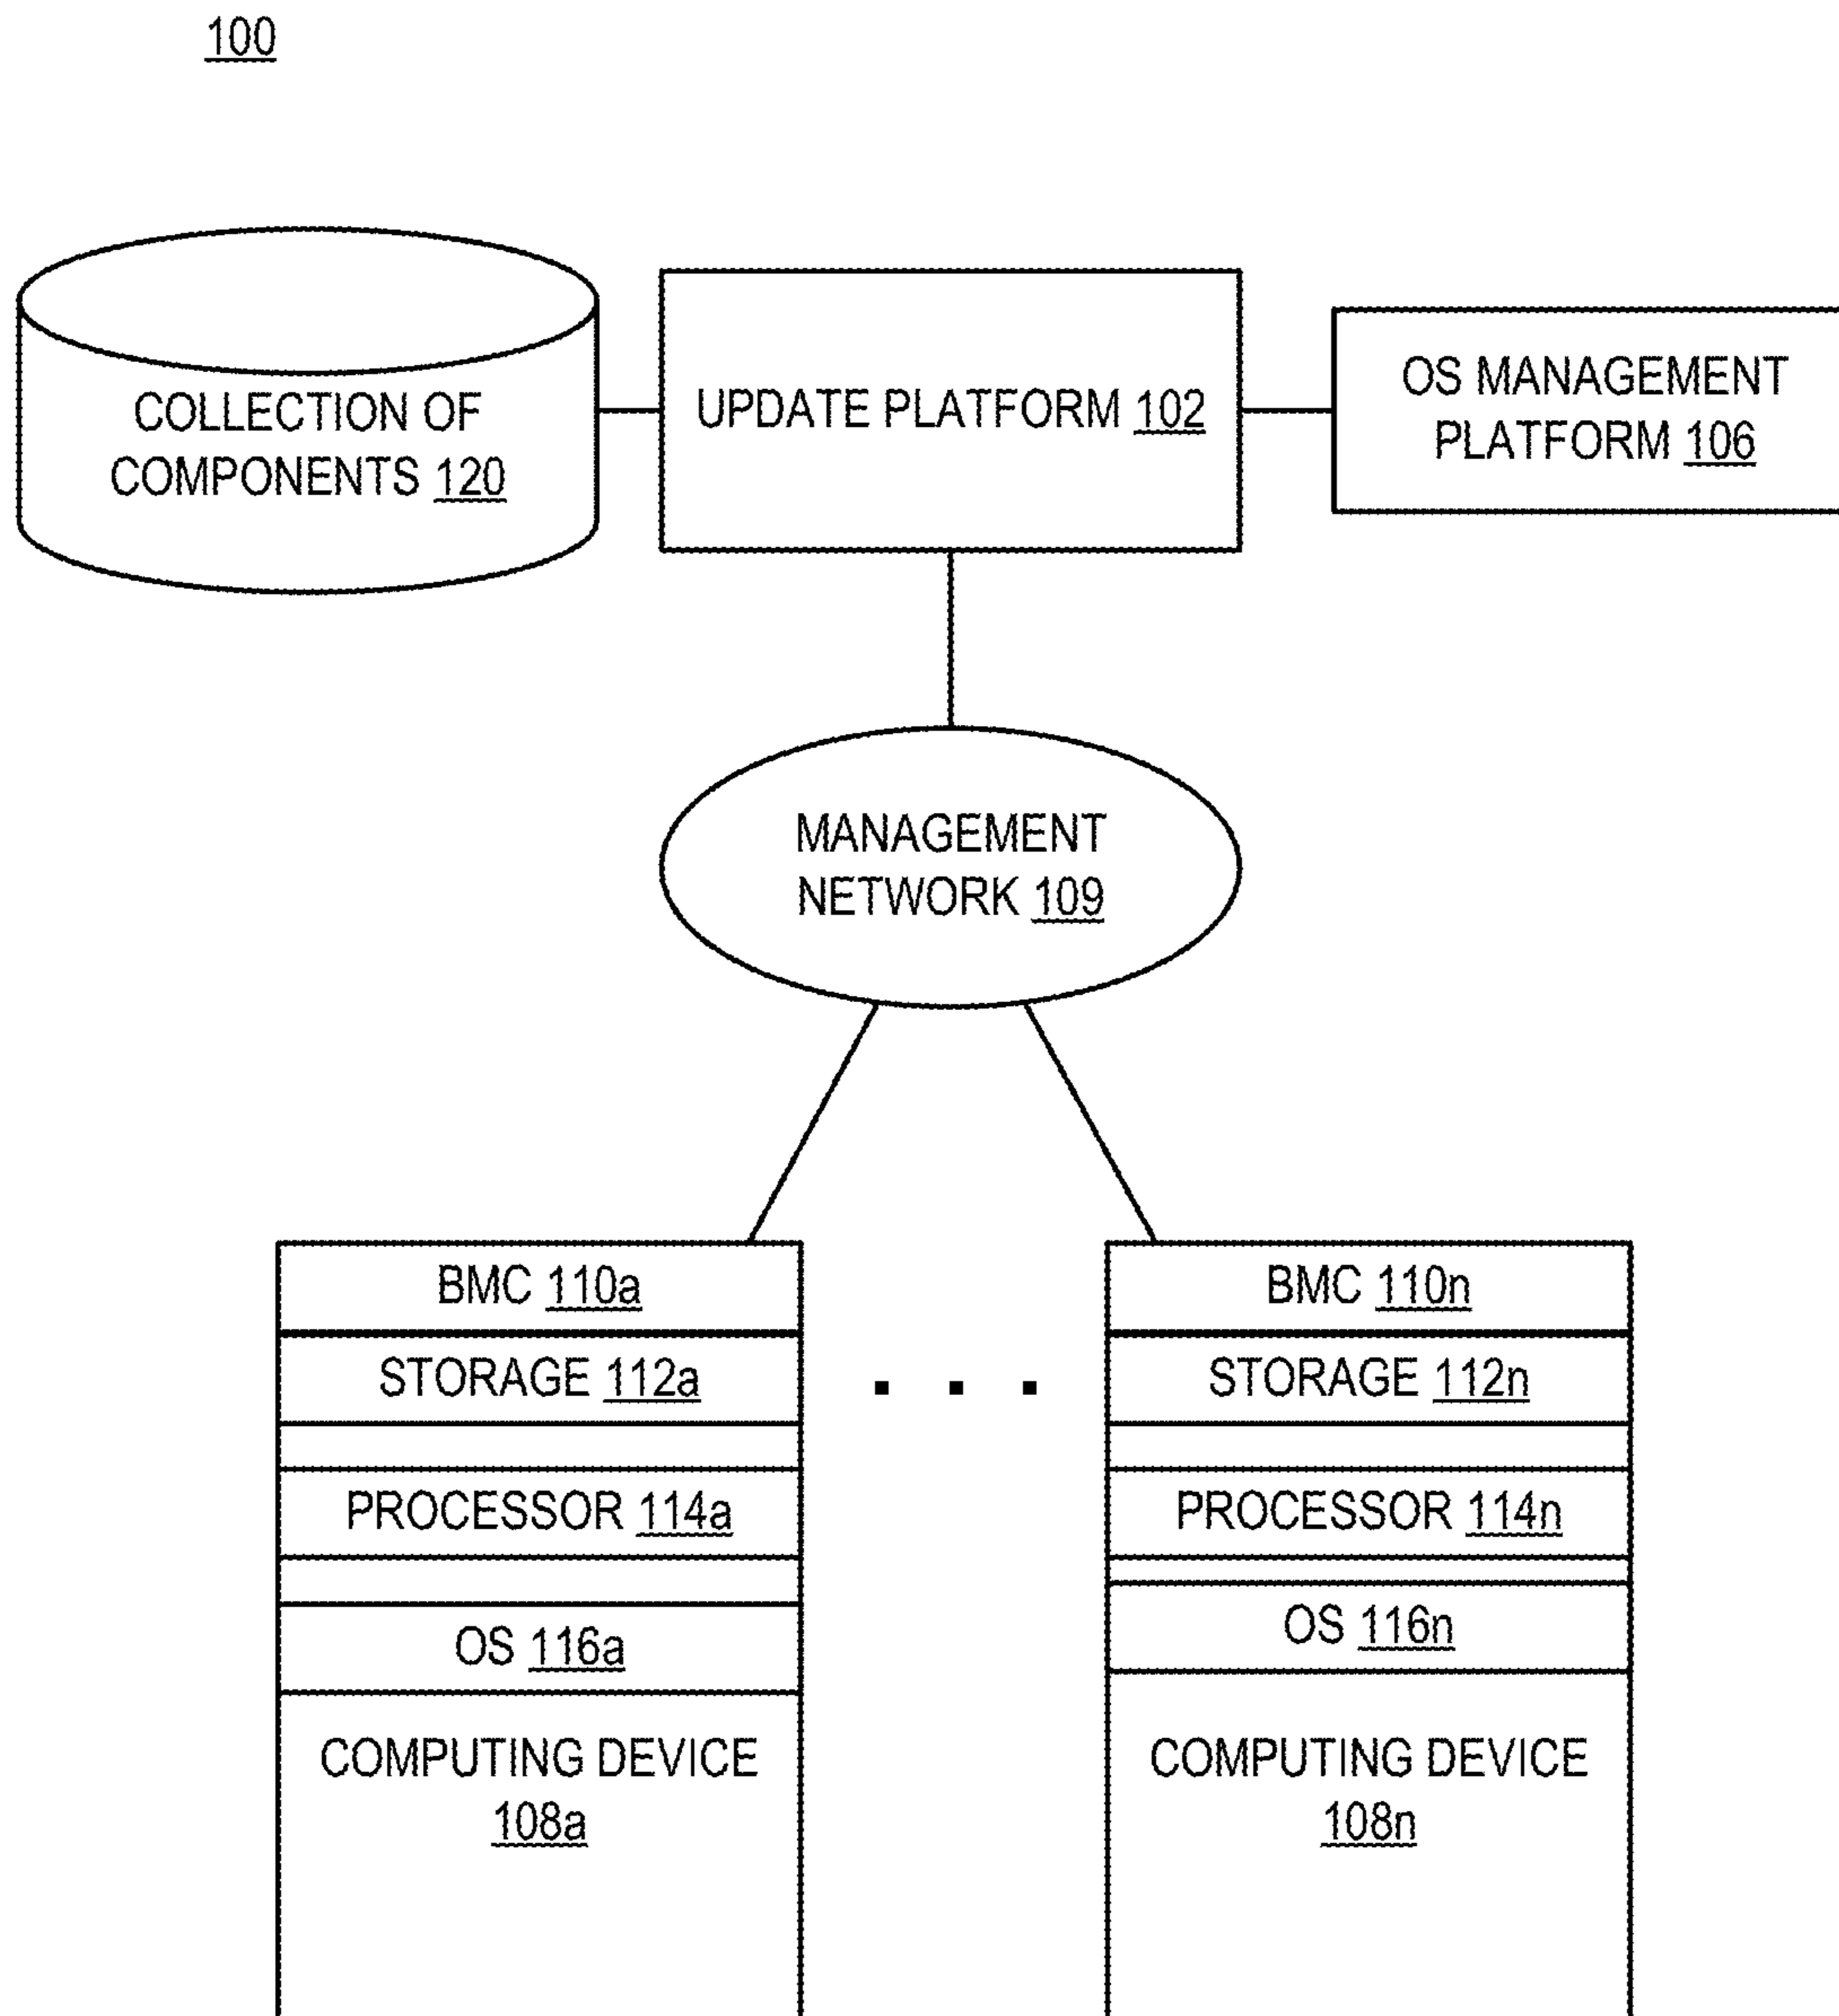 100
COLLECTION OF
COMPONENTS 120
UPDATE PLATFORM 102
OS MANAGEMENT
PLATFORM 106
MANAGEMENT
NETWORK 109
BMC 110a
STORAGE 112a
PROCESSOR 114a
OS 116a
COMPUTING DEVICE
108a
BMC 110n
STORAGE 112n
PROCESSOR 114n
OS 116n
COMPUTING DEVICE
108n